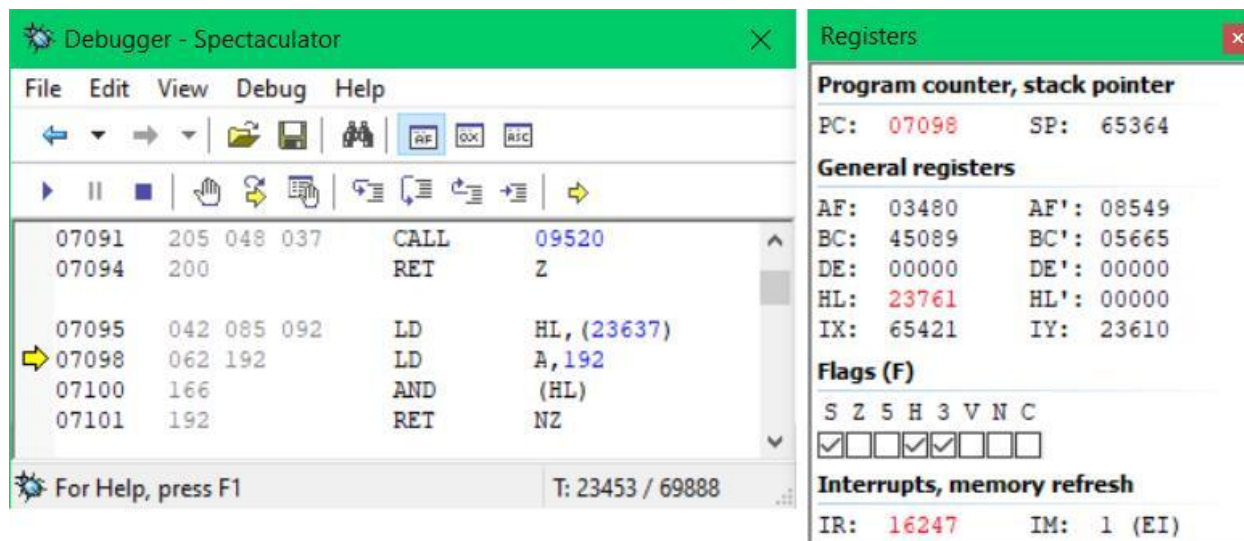 Debugger - Spectaculator
File Edit View Debug Help
AF 0X ASC
07091 205 048 037 CALL 09520
07094 200 RET Z
07095 042 085 092 LD HL,(23637)
07098 062 192 LD A,192
07100 166 AND (HL)
07101 192 RET NZ
For Help, press F1 T: 23453 / 69888
Registers
Program counter, stack pointer
PC: 07098 SP: 65364
General registers
AF: 03480 AF': 08549
BC: 45089 BC': 05665
DE: 00000 DE': 00000
HL: 23761 HL': 00000
IX: 65421 IY: 23610
Flags (F)
S Z 5 H 3 V N C
Interrupts, memory refresh
IR: 16247 IM: 1 (EI)